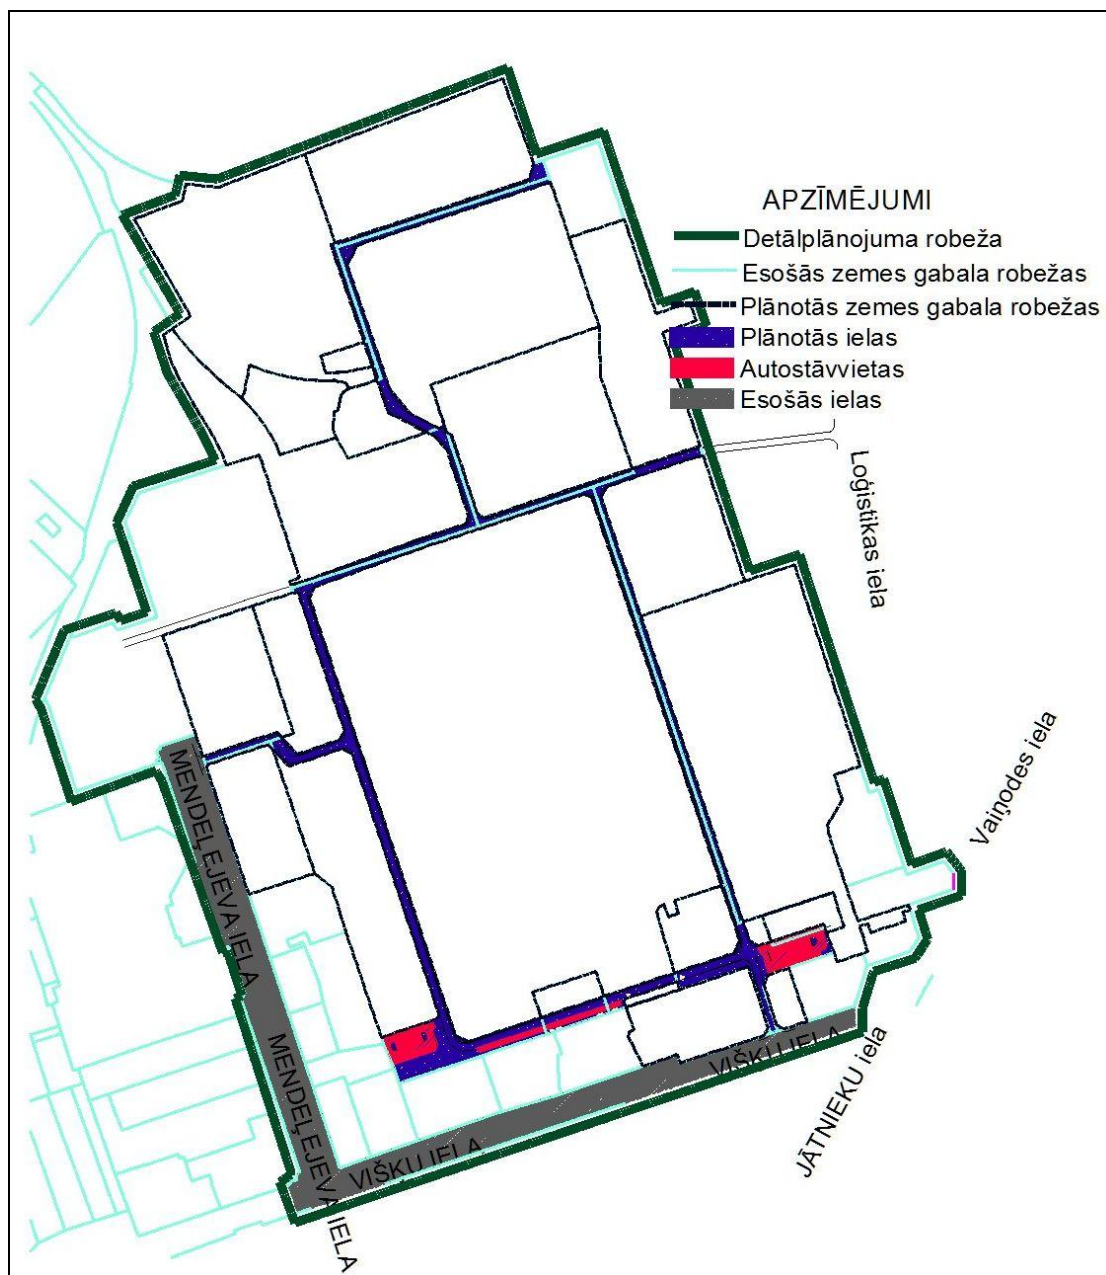 APZĪMĒJUMI
Detālplānojuma robeža
Esošās zemes gabala robežas
Plānotās zemes gabala robežas
Plānotās ielas
Autostāvvietas
Esošās ielas
Loģistikas iela
Vaiņodes iela
MENDEĻEJEVA IELA
MENDEĻEJEVA IELA
VIŠĶU IELA
VIŠĶU IELA
JĀTNIEKU iela